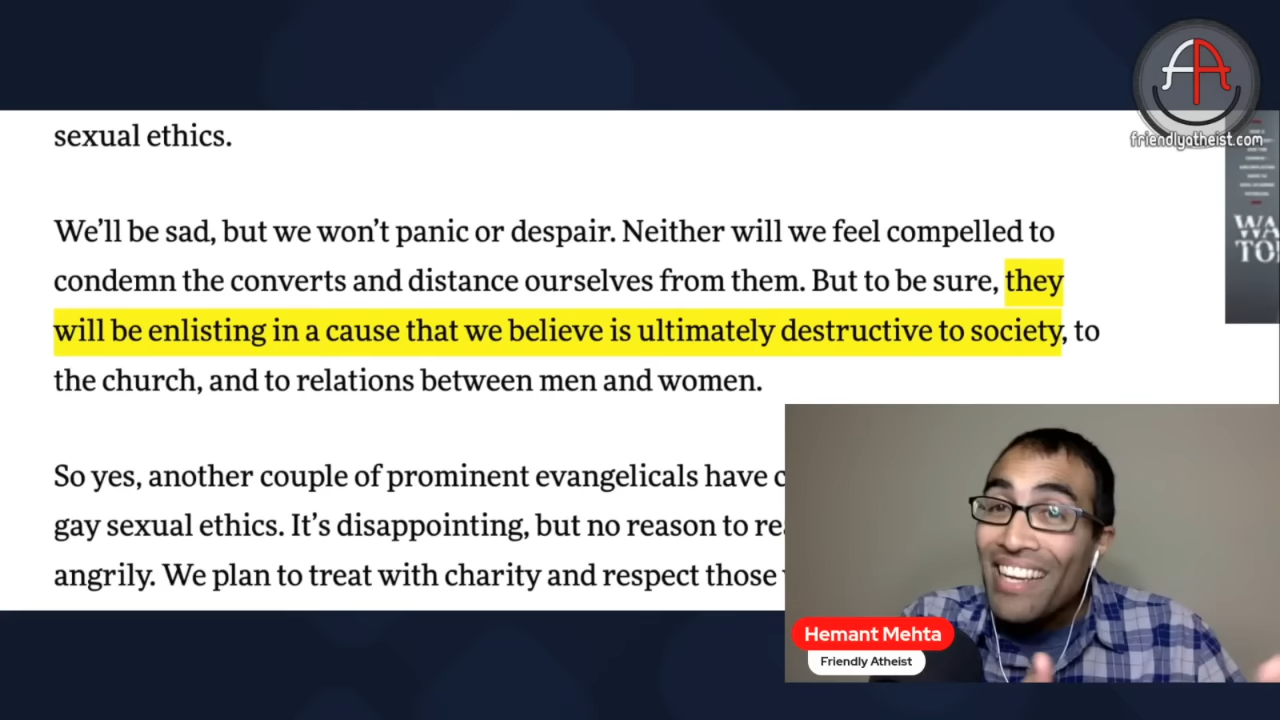 sexual ethics.
We’ll be sad, but we won’t panic or despair. Neither will we feel compelled to
condemn the converts and distance ourselves from them. But to be sure, they
will be enlisting in a cause that we believe is ultimately destructive to society, to
the church, and to relations between men and women.
So yes, another couple of prominent evangelicals have c
gay sexual ethics. It’s disappointing, but no reason to rea
angrily. We plan to treat with charity and respect those
friendlyatheist.com
WA
TO
Hemant Mehta
Friendly Atheist